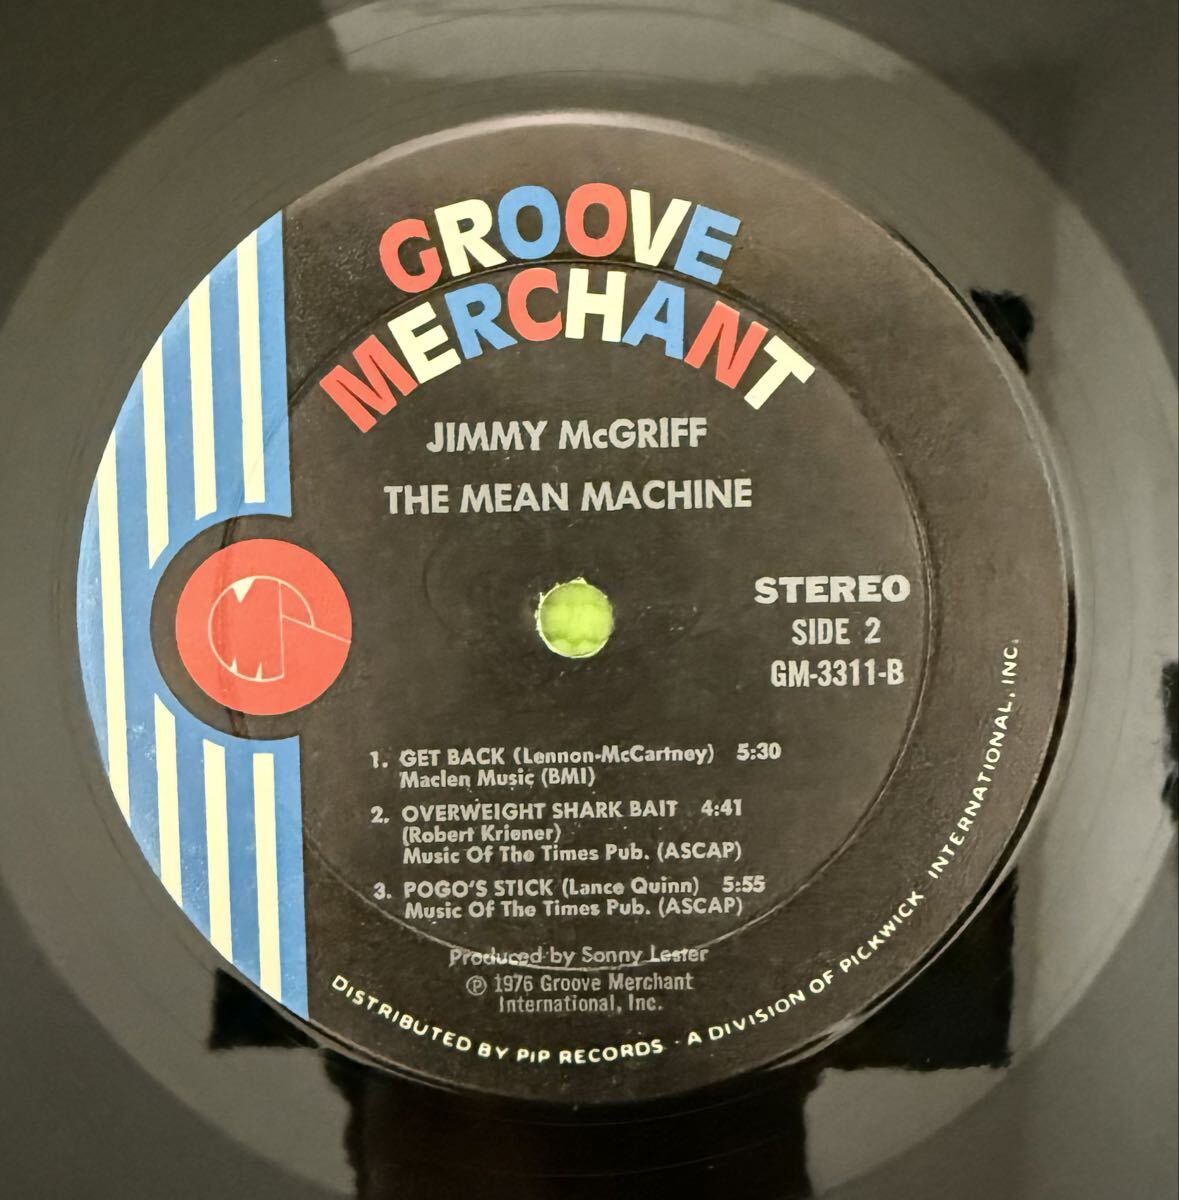 GROOVE
MERCHANT
JIMMY McGRIFF
THE MEAN MACHINE
STEREO
SIDE 2
GM-3311-B
1. GET BACK (Lennon-McCartney) 5:30
Maclen Music (BMI)
2. OVERWEIGHT SHARK BAIT 4:41
(Robert Kriener)
Music Of The Times Pub. (ASCAP)
3. POGO'S STICK (Lance Quinn) 5:55
Music Of The Times Pub. (ASCAP)
Produced by Sonny Lester
℗ 1976 Groove Merchant
International, Inc.
DISTRIBUTED BY PIP RECORDS · A DIVISION OF PICKWICK INTERNATIONAL, INC.